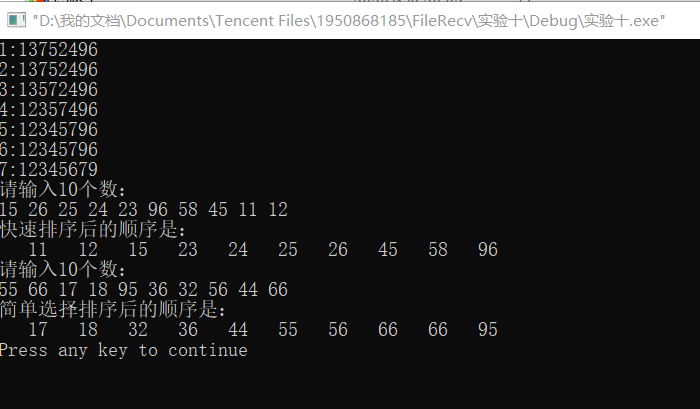 "D:\我的文档\Documents\Tencent Files\1950868185\FileRecv\实验十\Debug\实验十.exe"
1:13752496
2:13752496
3:13572496
4:12357496
5:12345796
6:12345796
7:12345679
请输入10个数:
15 26 25 24 23 96 58 45 11 12
快速排序后的顺序是:
11 12 15 23 24 25 26 45 58 96
请输入10个数:
55 66 17 18 95 36 32 56 44 66
简单选择排序后的顺序是:
17 18 32 36 44 55 56 66 66 95
Press any key to continue